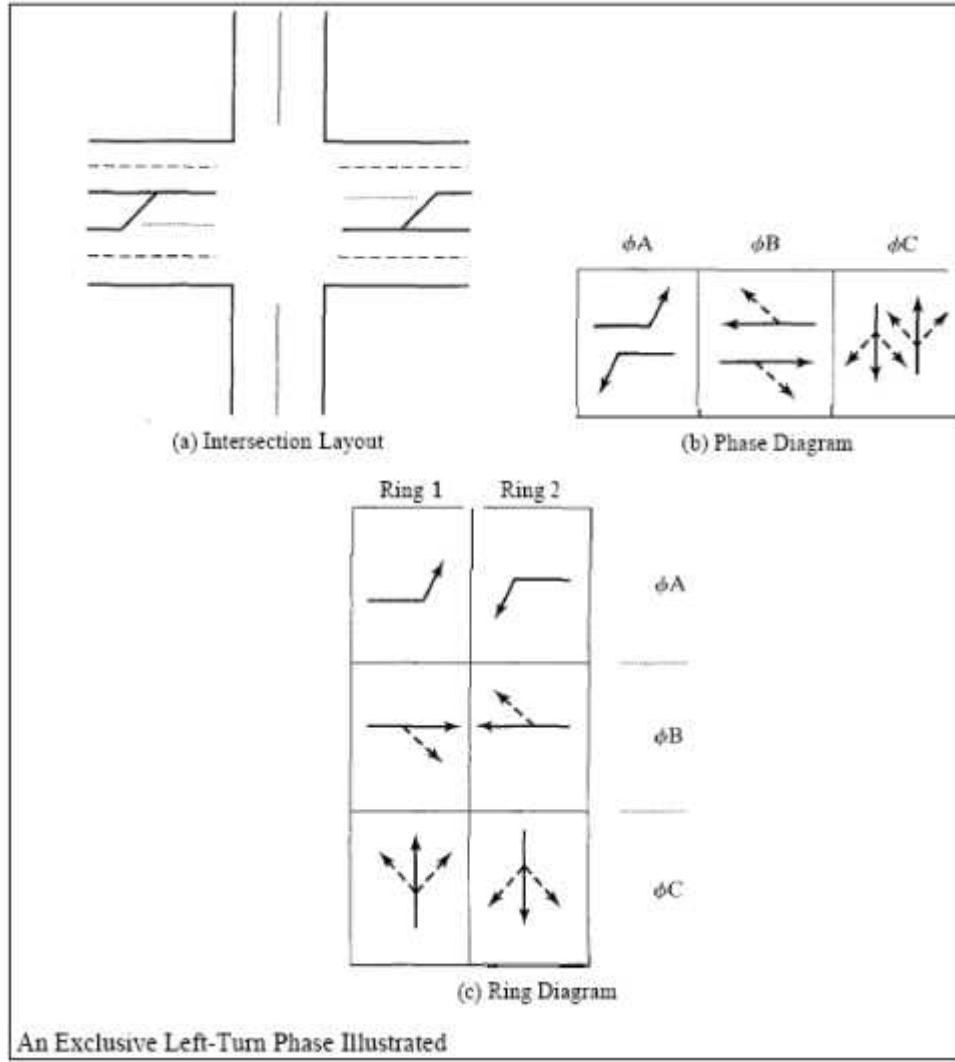 ϕA ϕB ϕC
(a) Intersection Layout
(b) Phase Diagram
Ring 1 Ring 2
ϕA
ϕB
ϕC
(c) Ring Diagram
An Exclusive Left-Turn Phase Illustrated